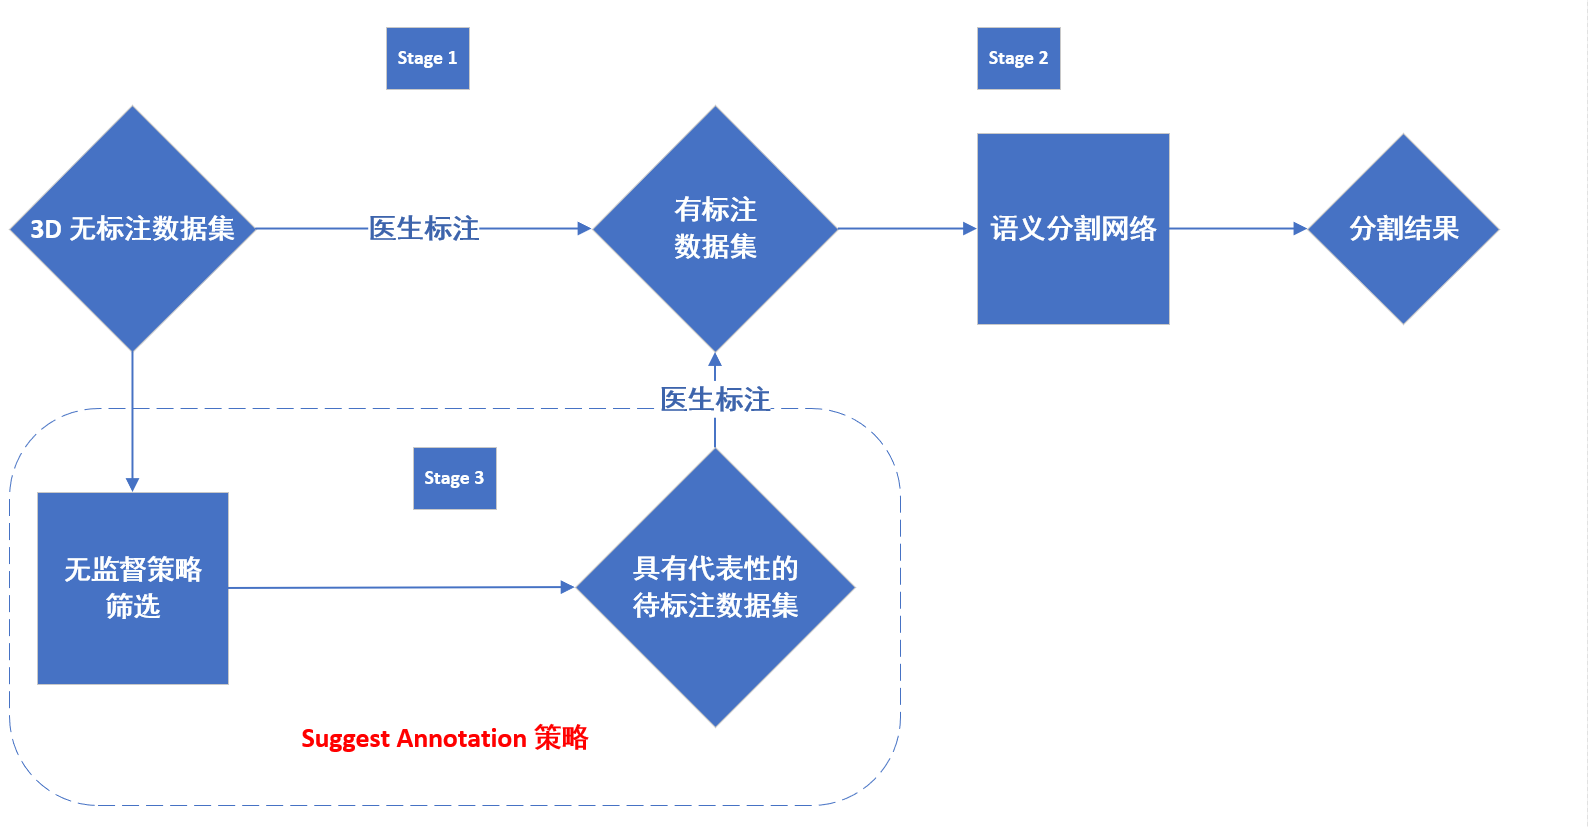 Stage 1
Stage 2
3D 无标注数据集
医生标注
有标注
数据集
语义分割网络
分割结果
医生标注
Stage 3
无监督策略
筛选
具有代表性的
待标注数据集
Suggest Annotation 策略